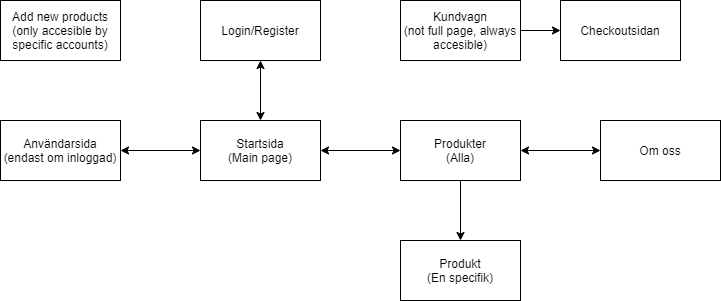 Add new products
(only accesible by
specific accounts)
Login/Register
Kundvagn
(not full page, always
accesible)
Checkoutsidan
Användarsida
(endast om inloggad)
Startsida
(Main page)
Produkter
(Alla)
Om oss
Produkt
(En specifik)